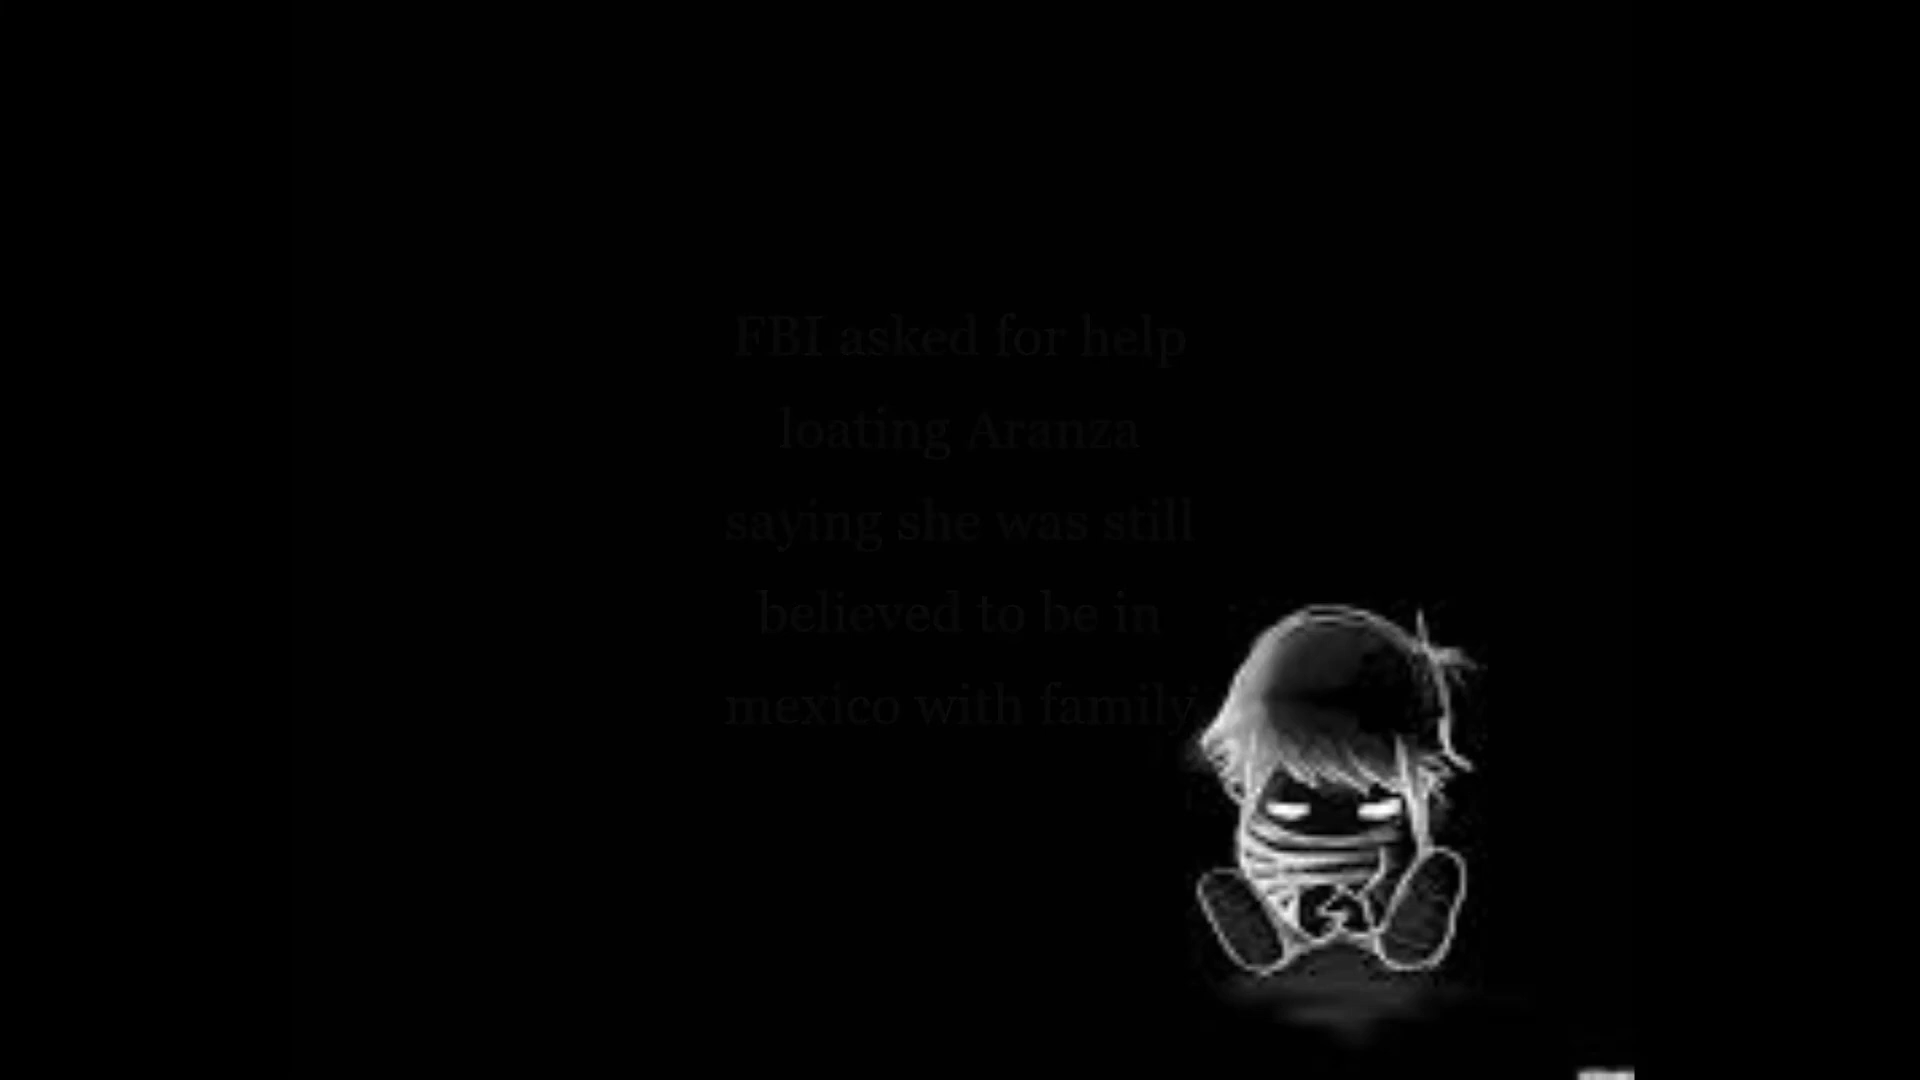 FBI asked for help
loating Aranza
saying she was still
believed to be in
mexico with family